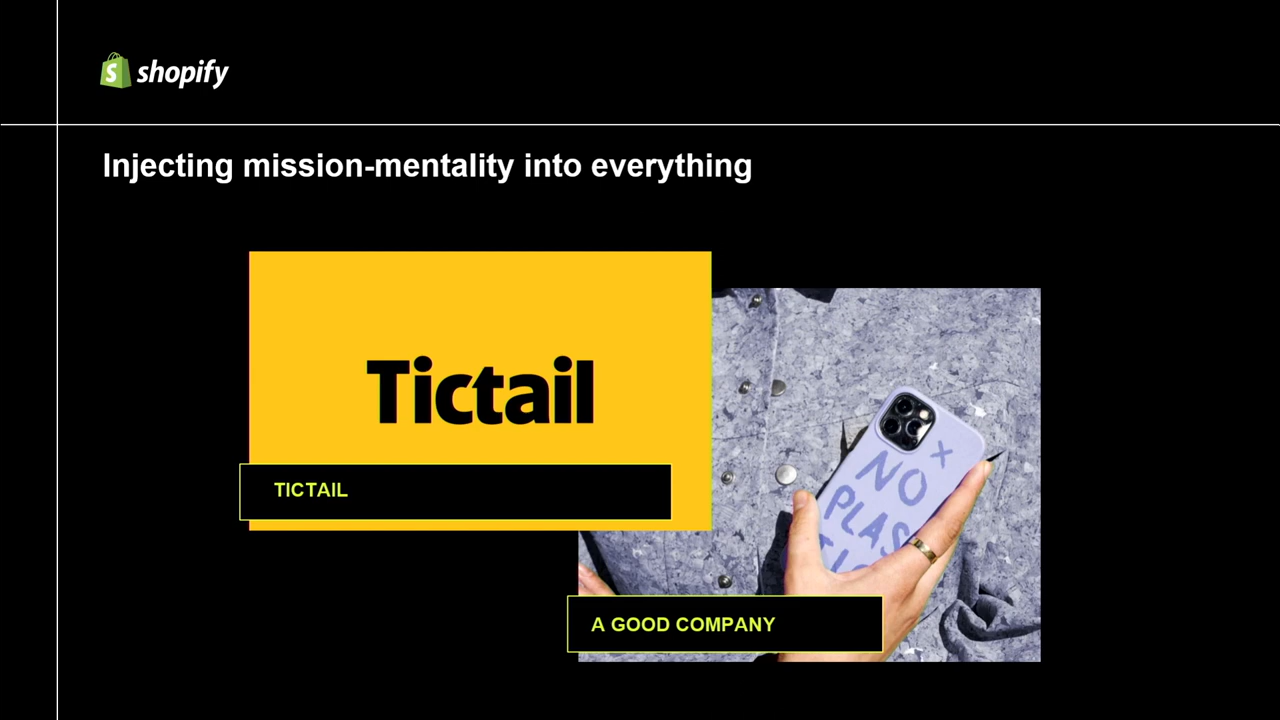 shopify
Injecting mission-mentality into everything
Tictail
TICTAIL
NO
PLAS
A GOOD COMPANY